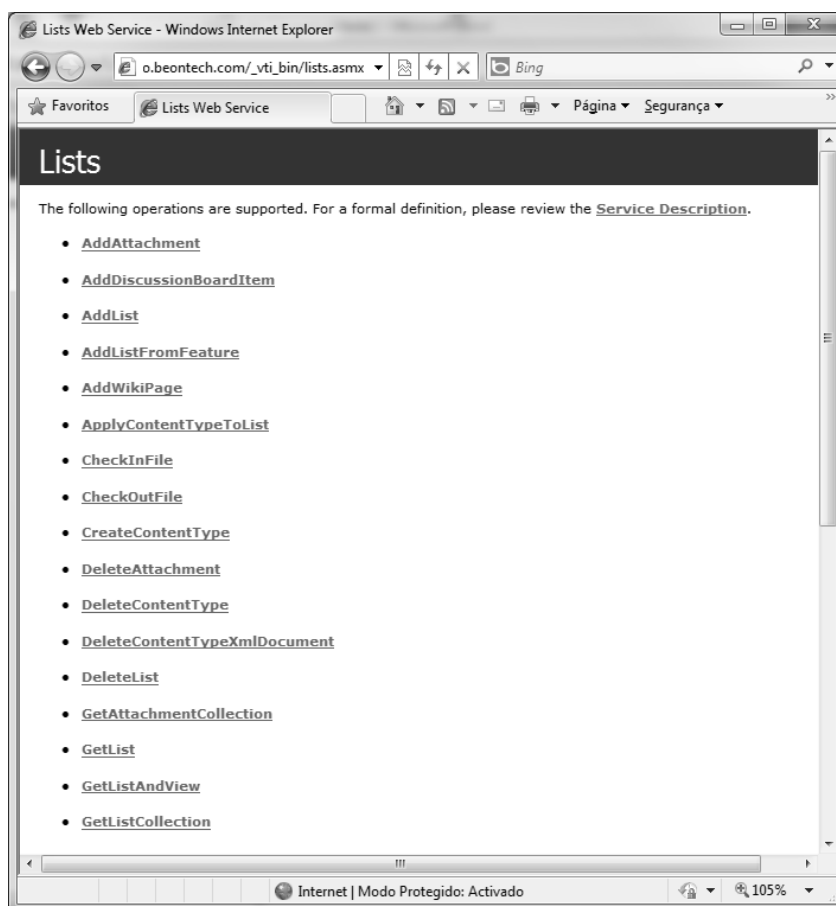 Lists Web Service - Windows Internet Explorer
o.beontech.com/_vti_bin/lists.asmx Bing
Favoritos Lists Web Service Página Segurança
Lists
The following operations are supported. For a formal definition, please review the Service Description.
AddAttachment
AddDiscussionBoardItem
AddList
AddListFromFeature
AddWikiPage
ApplyContentTypeToList
CheckInFile
CheckOutFile
CreateContentType
DeleteAttachment
DeleteContentType
DeleteContentTypeXmlDocument
DeleteList
GetAttachmentCollection
GetList
GetListAndView
GetListCollection
Internet | Modo Protegido: Activado 105%